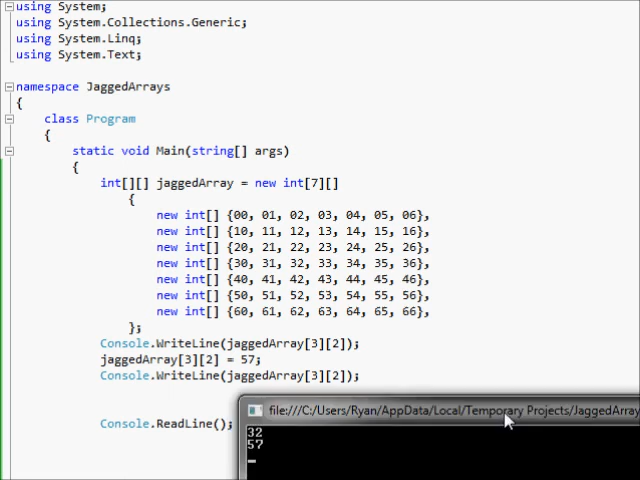 using System;
using System.Collections.Generic;
using System.Linq;
using System.Text;
namespace JaggedArrays
{
class Program
{
static void Main(string[] args)
{
int[][] jaggedArray = new int[7][]
{
new int[] {00, 01, 02, 03, 04, 05, 06},
new int[] {10, 11, 12, 13, 14, 15, 16},
new int[] {20, 21, 22, 23, 24, 25, 26},
new int[] {30, 31, 32, 33, 34, 35, 36},
new int[] {40, 41, 42, 43, 44, 45, 46},
new int[] {50, 51, 52, 53, 54, 55, 56},
new int[] {60, 61, 62, 63, 64, 65, 66},
};
Console.WriteLine(jaggedArray[3][2]);
jaggedArray[3][2] = 57;
Console.WriteLine(jaggedArray[3][2]);
Console.ReadLine();
file:///C:/Users/Ryan/AppData/Local/Temporary Projects/JaggedArray
32
57